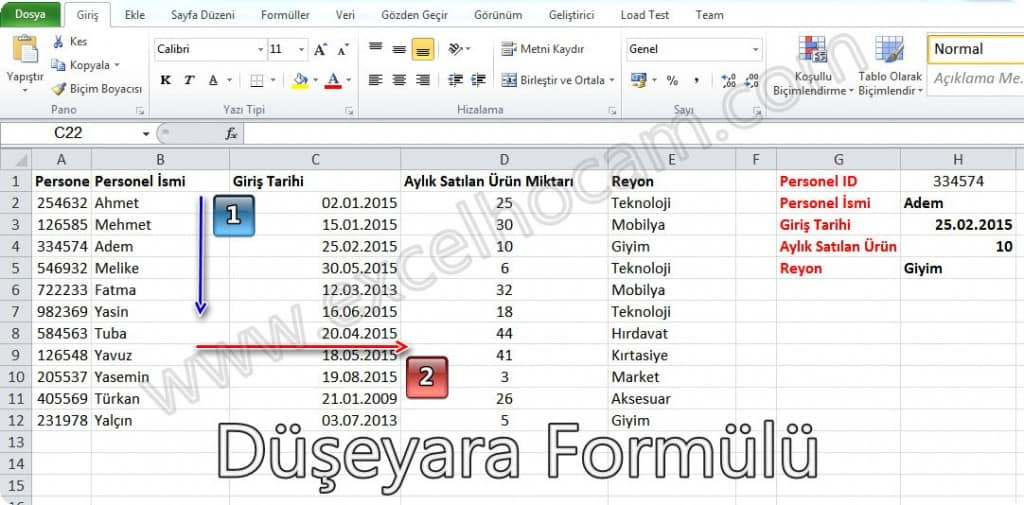 Dosya Giriş Ekle Sayfa Düzeni Formüller Veri Gözden Geçir Görünüm Geliştirici Load Test Team
Yapıştır
Kes
Kopyala
Biçim Boyacısı
Pano
Calibri 11
K T A
Yazı Tipi
Metni Kaydır
Birleştir ve Ortala
Hizalama
Genel
% ,
Sayı
Koşullu Biçimlendirme
Tablo Olarak Biçimlendir
Normal
Açıklama Me...
C22 fx
A B C D E F G H
1 Persone Personel İsmi Giriş Tarihi Aylık Satılan Ürün Miktarı Reyon Personel ID 334574
2 254632 Ahmet 02.01.2015 25 Teknoloji Personel İsmi Adem
3 126585 Mehmet 15.01.2015 30 Mobilya Giriş Tarihi 25.02.2015
4 334574 Adem 25.02.2015 10 Giyim Aylık Satılan Ürün 10
5 546932 Melike 30.05.2015 6 Teknoloji Reyon Giyim
6 722233 Fatma 12.03.2013 32 Mobilya
7 982369 Yasin 16.06.2015 18 Teknoloji
8 584563 Tuba 20.04.2015 44 Hırdavat
9 126548 Yavuz 18.05.2015 41 Kırtasiye
10 205537 Yasemin 19.08.2015 3 Market
11 405569 Türkan 21.01.2009 26 Aksesuar
12 231978 Yalçın 03.07.2013 5 Giyim
13
14
15
1
2
Düşeyara Formülü
www.excelhocam.com